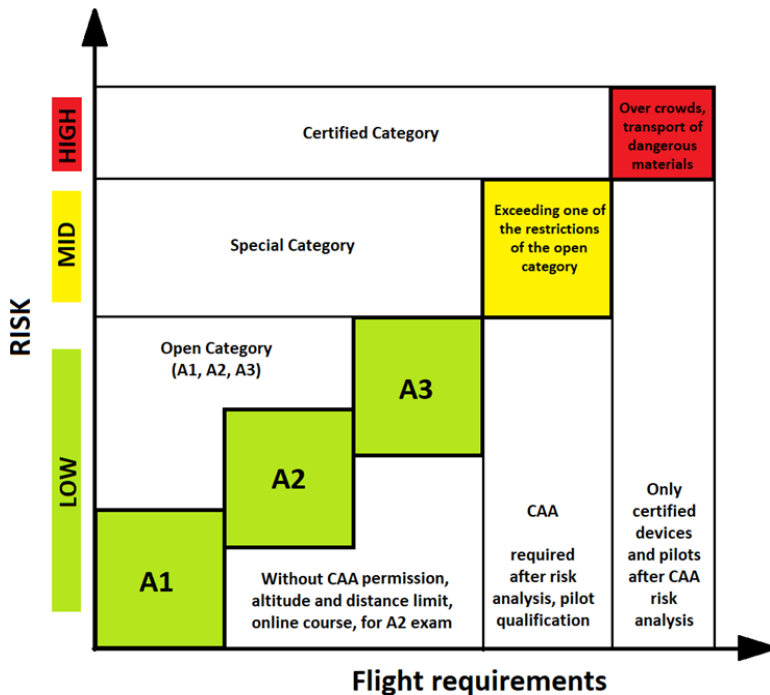 HIGH
Certified Category
Over crowds,
transport of
dangerous
materials
MID
Special Category
Exceeding one of
the restrictions
of the open
category
RISK
LOW
Open Category
(A1, A2, A3)
A3
A2
A1
Without CAA permission,
altitude and distance limit,
online course, for A2 exam
CAA
required
after risk
analysis, pilot
qualification
Only
certified
devices
and pilots
after CAA
risk
analysis
Flight requirements